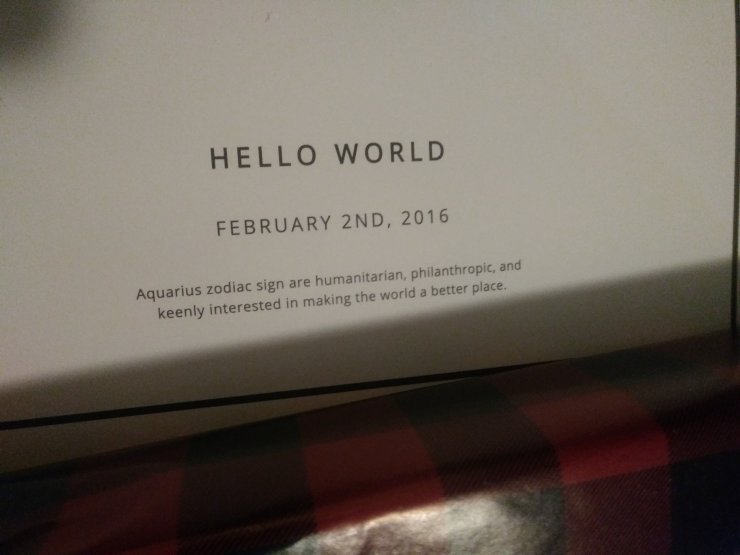 HELLO WORLD
FEBRUARY 2ND, 2016
Aquarius zodiac sign are humanitarian, philanthropic, and
keenly interested in making the world a better place.